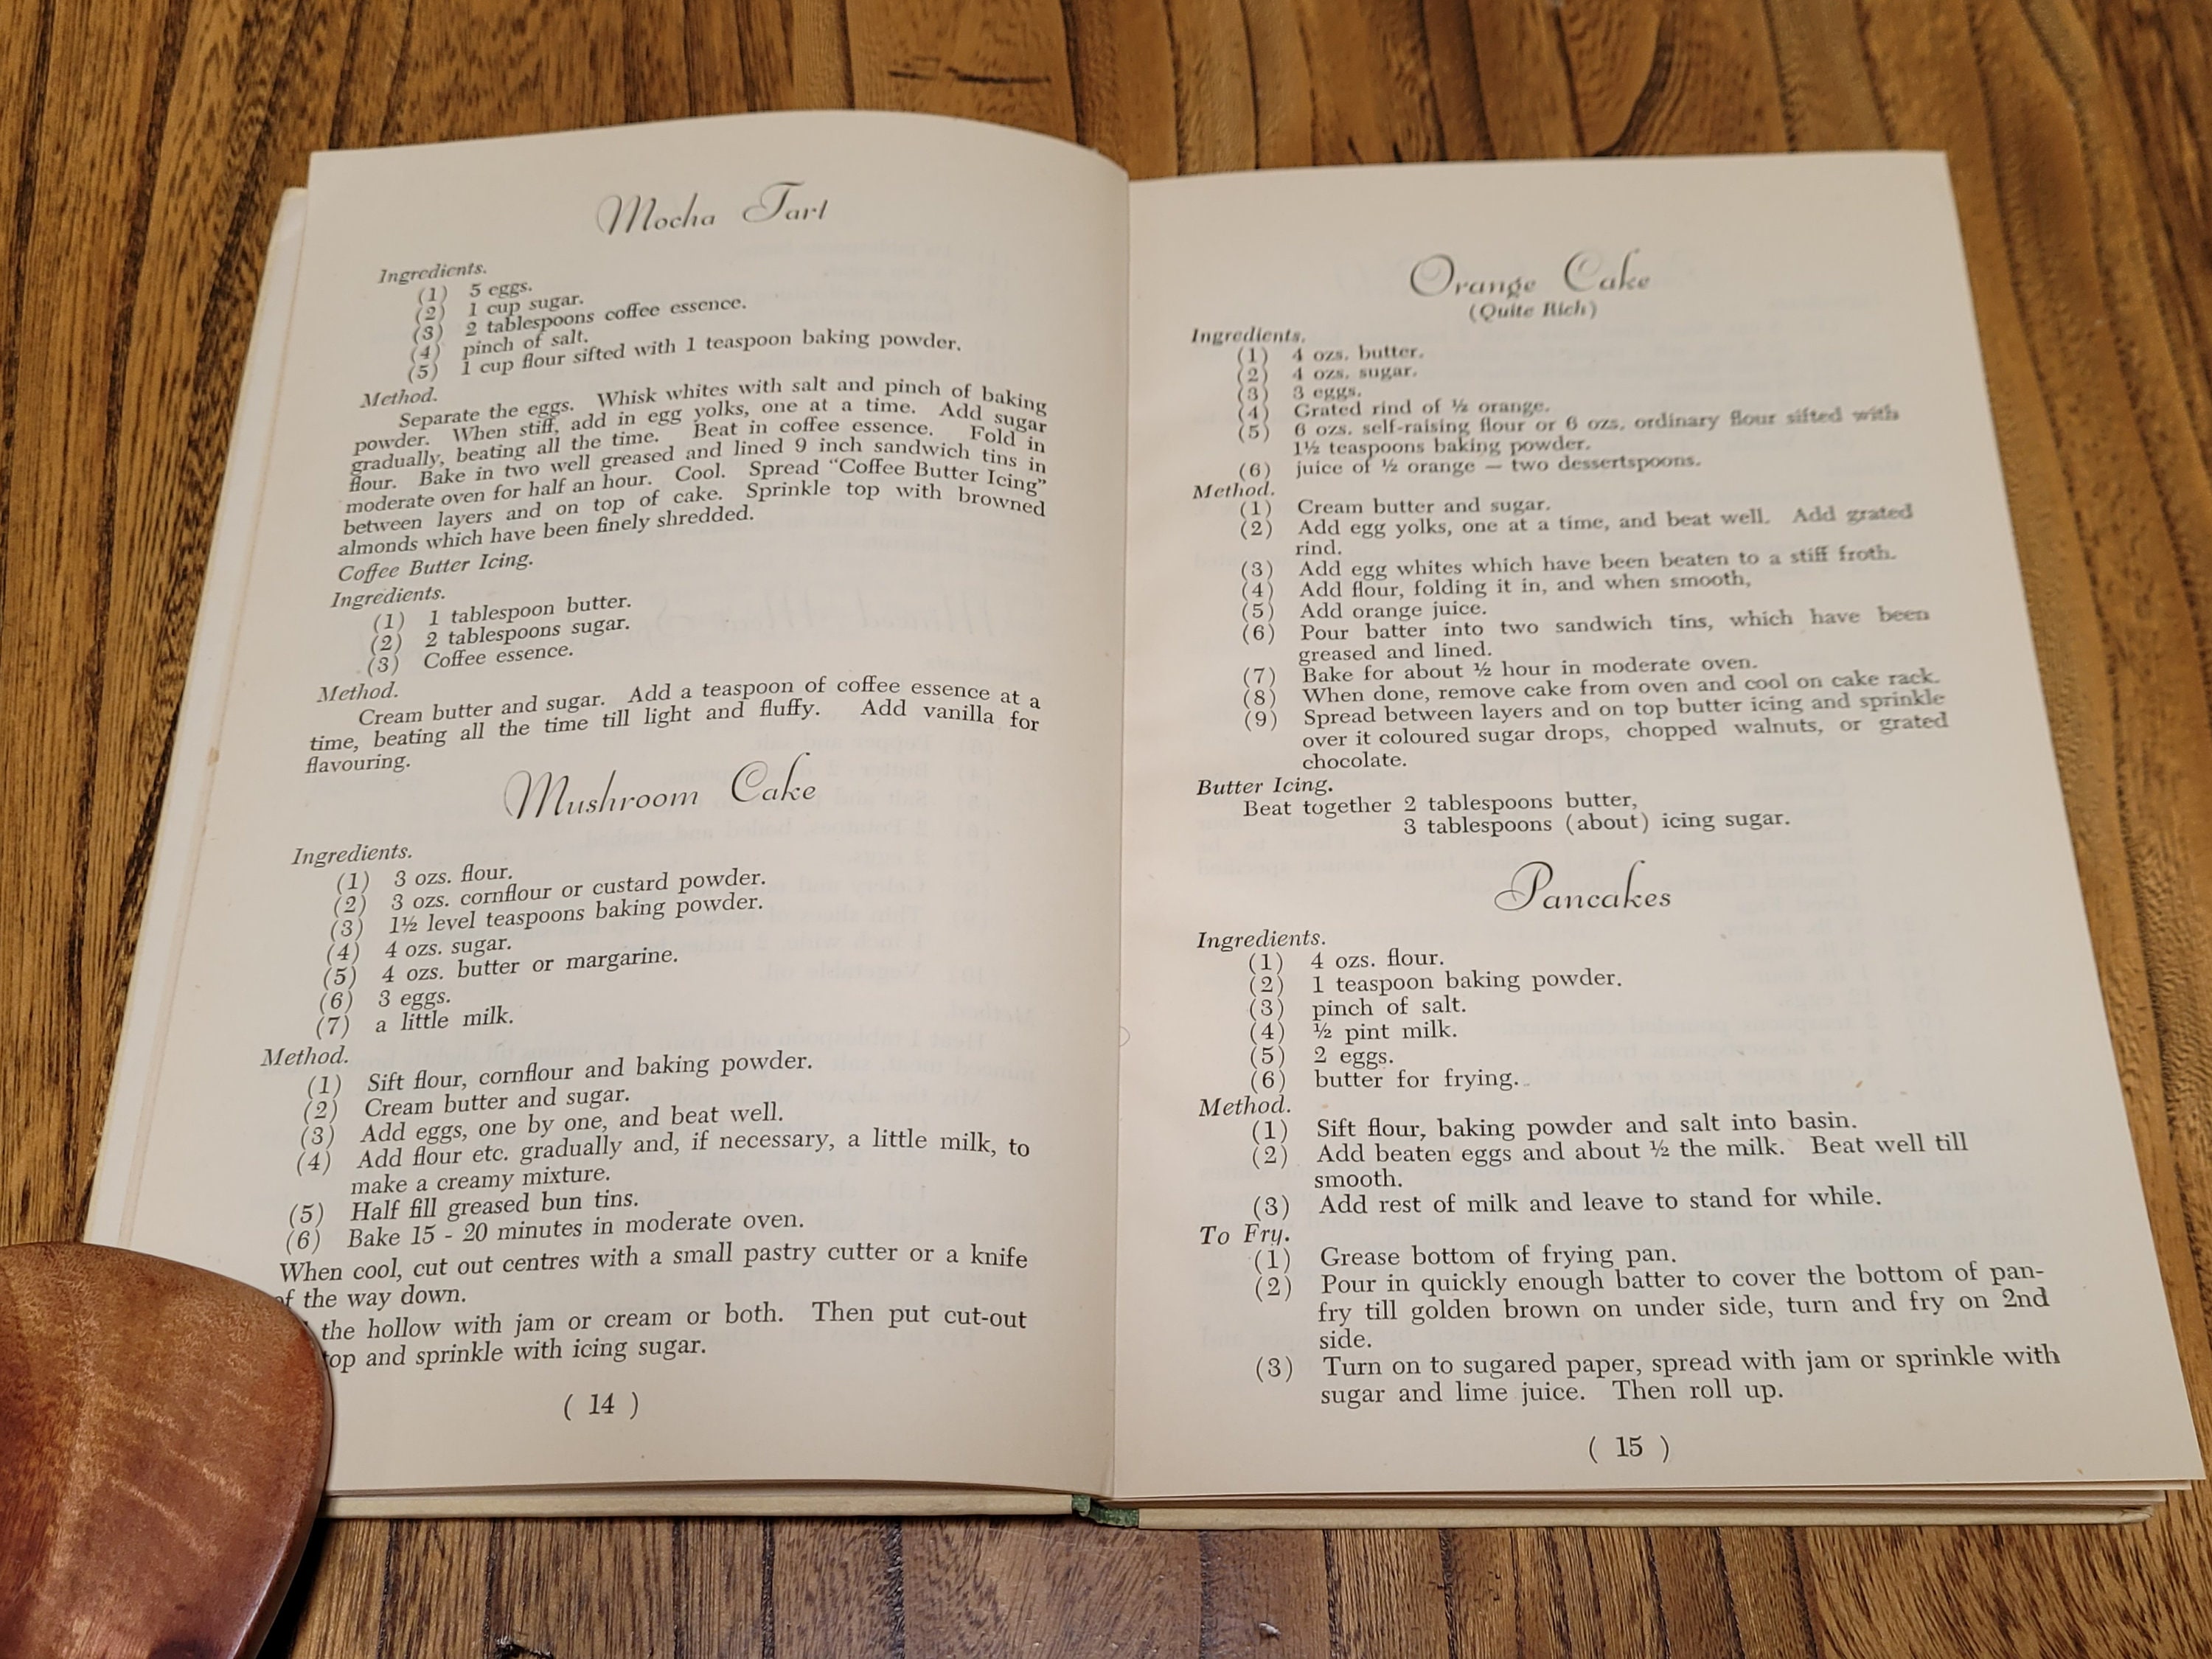 Mocha Tart
Ingredients.
(1) 5 eggs.
(2) 1 cup sugar.
(3) 2 tablespoons coffee essence.
(4) pinch of salt.
(5) 1 cup flour sifted with 1 teaspoon baking powder.
Method.
Separate the eggs. Whisk whites with salt and pinch of baking
powder. When stiff, add in egg yolks, one at a time. Add sugar
gradually, beating all the time. Beat in coffee essence. Fold in
flour. Bake in two well greased and lined 9 inch sandwich tins in
moderate oven for half an hour. Cool. Spread “Coffee Butter Icing”
between layers and on top of cake. Sprinkle top with browned
almonds which have been finely shredded.
Coffee Butter Icing.
Ingredients.
(1) 1 tablespoon butter.
(2) 2 tablespoons sugar.
(3) Coffee essence.
Method.
Cream butter and sugar. Add a teaspoon of coffee essence at a
time, beating all the time till light and fluffy. Add vanilla for
flavouring.
Mushroom Cake
Ingredients.
(1) 3 ozs. flour.
(2) 3 ozs. cornflour or custard powder.
(3) 1½ level teaspoons baking powder.
(4) 4 ozs. sugar.
(5) 4 ozs. butter or margarine.
(6) 3 eggs.
(7) a little milk.
Method.
(1) Sift flour, cornflour and baking powder.
(2) Cream butter and sugar.
(3) Add eggs, one by one, and beat well.
(4) Add flour etc. gradually and, if necessary, a little milk, to
make a creamy mixture.
(5) Half fill greased bun tins.
(6) Bake 15 - 20 minutes in moderate oven.
When cool, cut out centres with a small pastry cutter or a knife
of the way down.
the hollow with jam or cream or both. Then put cut-out
top and sprinkle with icing sugar.
( 14 )
Orange Cake
(Quite Rich)
Ingredients.
(1) 4 ozs. butter.
(2) 4 ozs. sugar.
(3) 3 eggs.
(4) Grated rind of ½ orange.
(5) 6 ozs. self-raising flour or 6 ozs. ordinary flour sifted with
1½ teaspoons baking powder.
(6) juice of ½ orange — two dessertspoons.
Method.
(1) Cream butter and sugar.
(2) Add egg yolks, one at a time, and beat well. Add grated
rind.
(3) Add egg whites which have been beaten to a stiff froth.
(4) Add flour, folding it in, and when smooth,
(5) Add orange juice.
(6) Pour batter into two sandwich tins, which have been
greased and lined.
(7) Bake for about ½ hour in moderate oven.
(8) When done, remove cake from oven and cool on cake rack.
(9) Spread between layers and on top butter icing and sprinkle
over it coloured sugar drops, chopped walnuts, or grated
chocolate.
Butter Icing.
Beat together 2 tablespoons butter,
3 tablespoons (about) icing sugar.
Pancakes
Ingredients.
(1) 4 ozs. flour.
(2) 1 teaspoon baking powder.
(3) pinch of salt.
(4) ½ pint milk.
(5) 2 eggs.
(6) butter for frying.
Method.
(1) Sift flour, baking powder and salt into basin.
(2) Add beaten eggs and about ½ the milk. Beat well till
smooth.
(3) Add rest of milk and leave to stand for while.
To Fry.
(1) Grease bottom of frying pan.
(2) Pour in quickly enough batter to cover the bottom of pan-
fry till golden brown on under side, turn and fry on 2nd
side.
(3) Turn on to sugared paper, spread with jam or sprinkle with
sugar and lime juice. Then roll up.
( 15 )